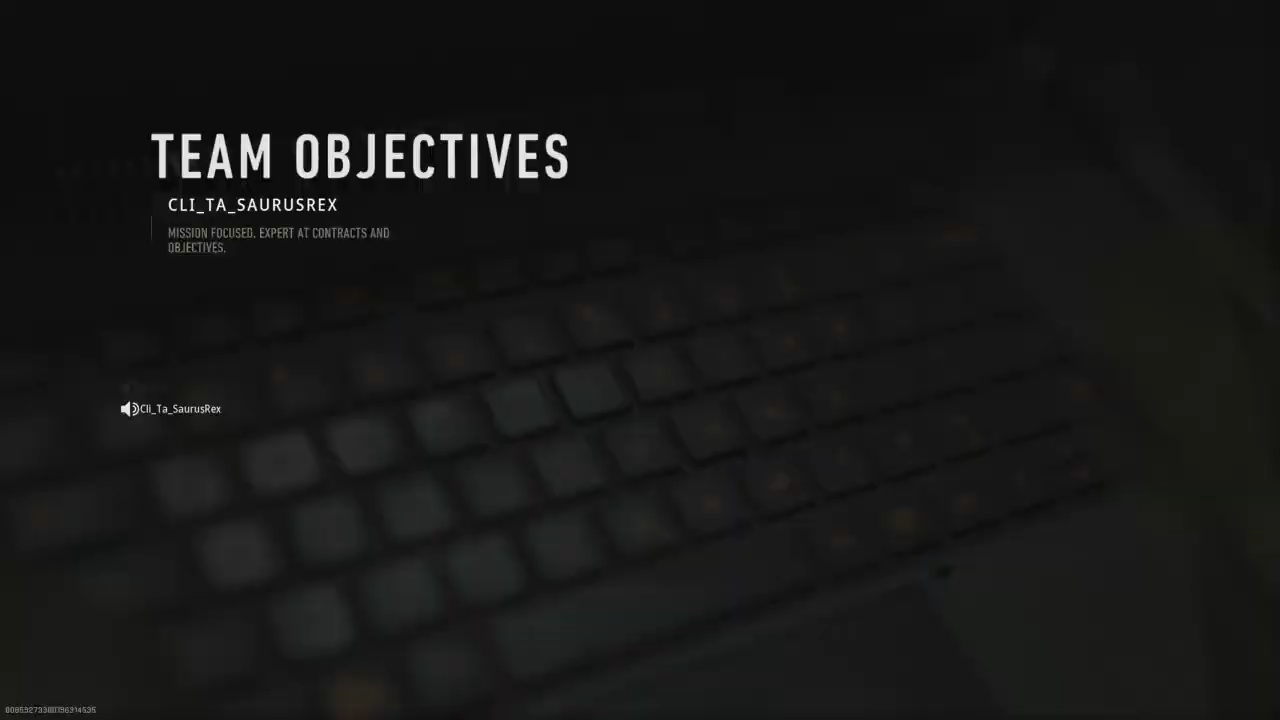 TEAM OBJECTIVES
CLI_TA_SAURUSREX
MISSION FOCUSED. EXPERT AT CONTRACTS AND
OBJECTIVES.
Cli_Ta_SaurusRex